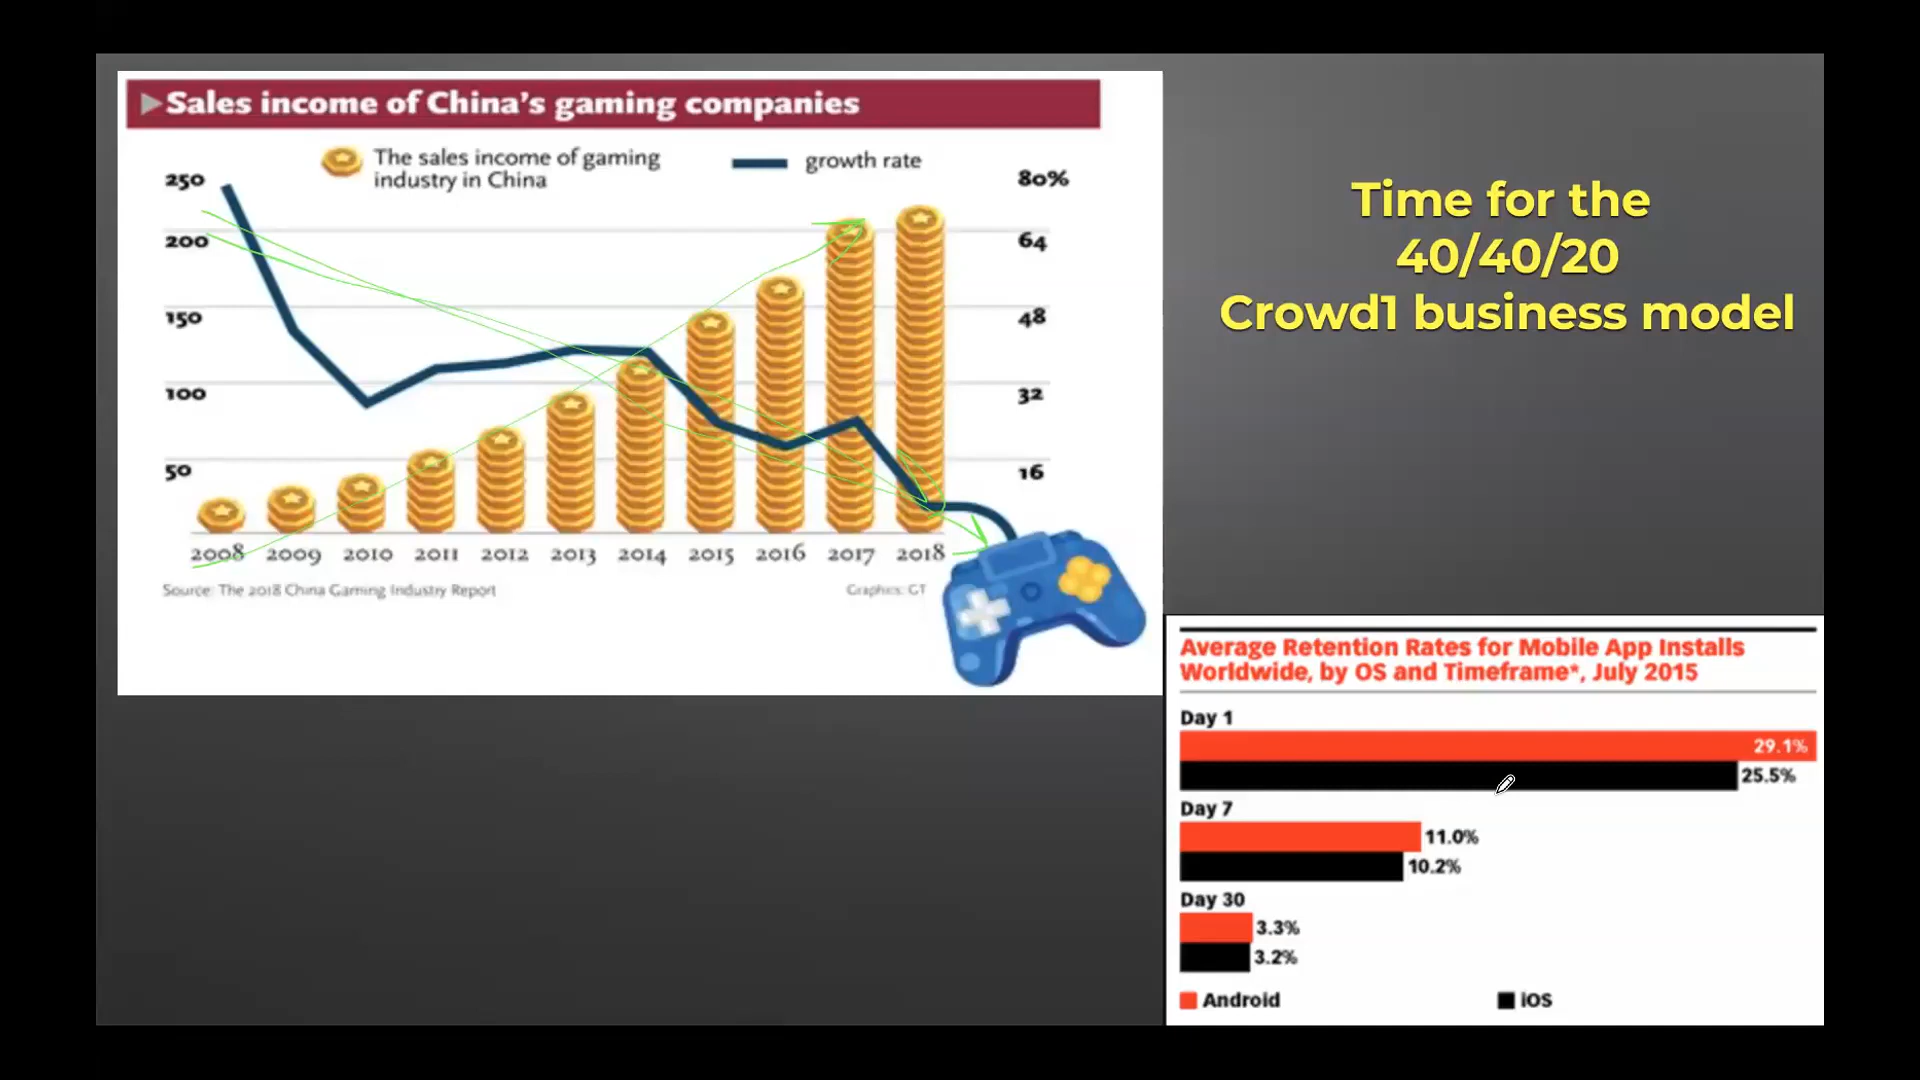 Sales income of China's gaming companies
The sales income of gaming
industry in China
growth rate
250
200
150
100
50
80%
64
48
32
16
2008 2009 2010 2011 2012 2013 2014 2015 2016 2017 2018
Source: The 2018 China Gaming Industry Report
Graphics: GT
Time for the
40/40/20
Crowd1 business model
Average Retention Rates for Mobile App Installs
Worldwide, by OS and Timeframe*, July 2015
Day 1
29.1%
25.5%
Day 7
11.0%
10.2%
Day 30
3.3%
3.2%
Android
iOS